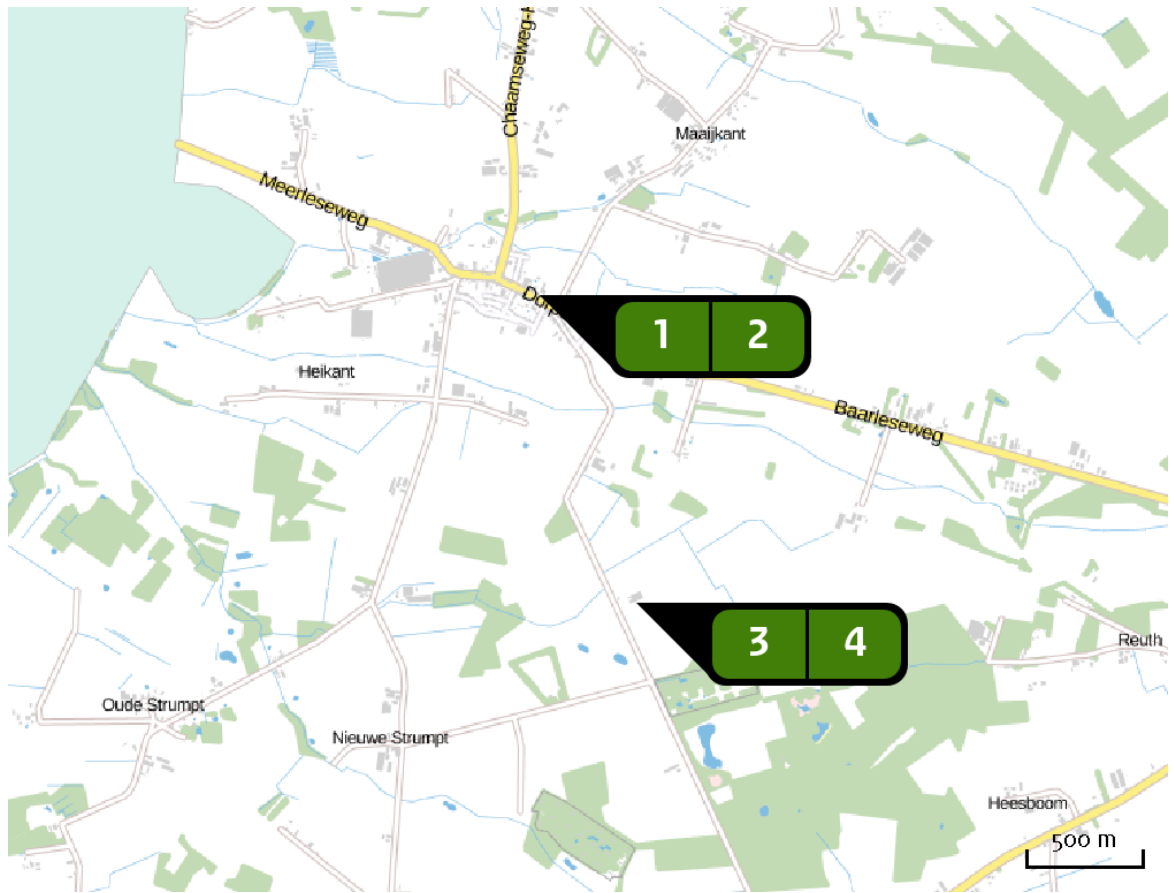 Chaamseweg-
Maaijkant
Meerleseweg
Dorp
1 2
Heikant
Baarleseweg
3 4
Reuth
Oude Strumpt
Nieuwe Strumpt
Heesboom
500 m